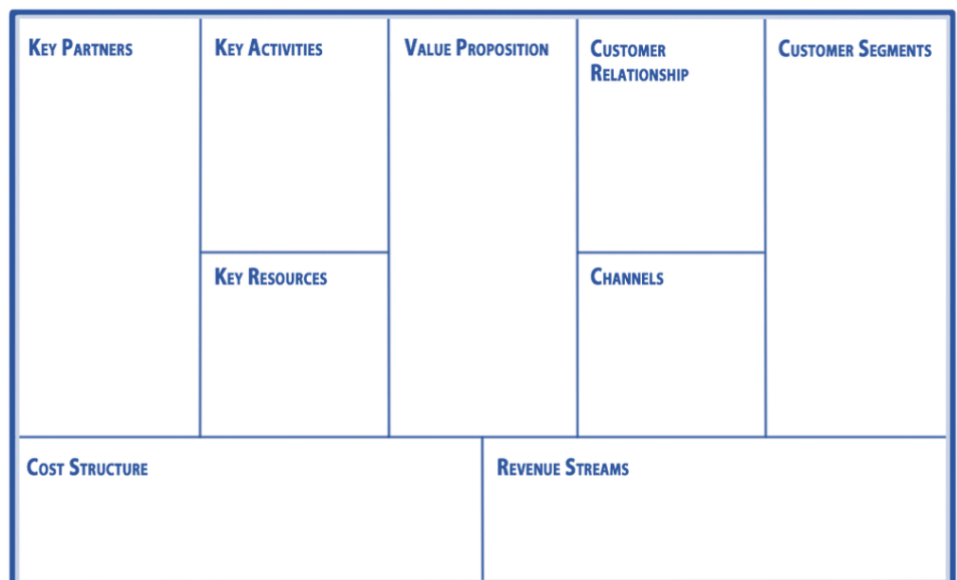 Key Partners
Key Activities
Value Proposition
Customer
Relationship
Customer Segments
Key Resources
Channels
Cost Structure
Revenue Streams